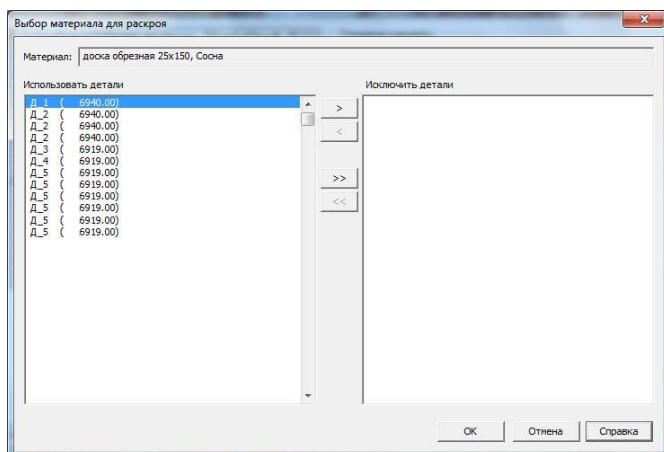 Выбор материала для раскроя
Материал: доска обрезная 25x150, Сосна
Использовать детали
Исключить детали
Д_1 ( 6940.00)
Д_2 ( 6940.00)
Д_2 ( 6940.00)
Д_2 ( 6940.00)
Д_3 ( 6919.00)
Д_4 ( 6919.00)
Д_5 ( 6919.00)
Д_5 ( 6919.00)
Д_5 ( 6919.00)
Д_5 ( 6919.00)
Д_5 ( 6919.00)
Д_5 ( 6919.00)
>
<
>>
<<
ОК
Отмена
Справка